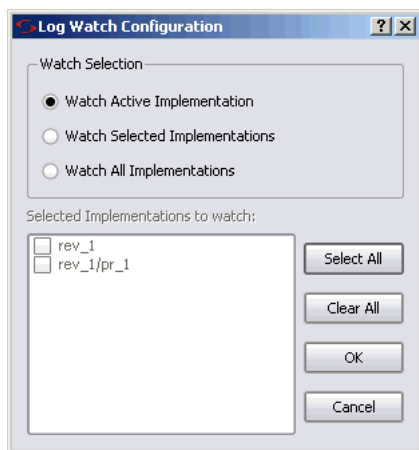 Log Watch Configuration
Watch Selection
Watch Active Implementation
Watch Selected Implementations
Watch All Implementations
Selected Implementations to watch:
rev_1
rev_1/pr_1
Select All
Clear All
OK
Cancel